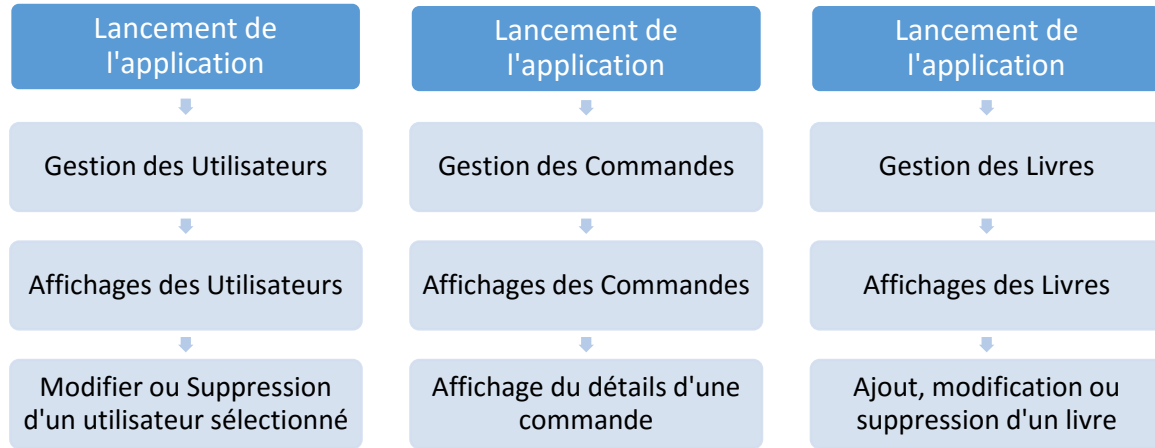 Lancement de
l'application
Gestion des Utilisateurs
Affichages des Utilisateurs
Modifier ou Suppression
d'un utilisateur sélectionné
Lancement de
l'application
Gestion des Commandes
Affichages des Commandes
Affichage du détails d'une
commande
Lancement de
l'application
Gestion des Livres
Affichages des Livres
Ajout, modification ou
suppression d'un livre